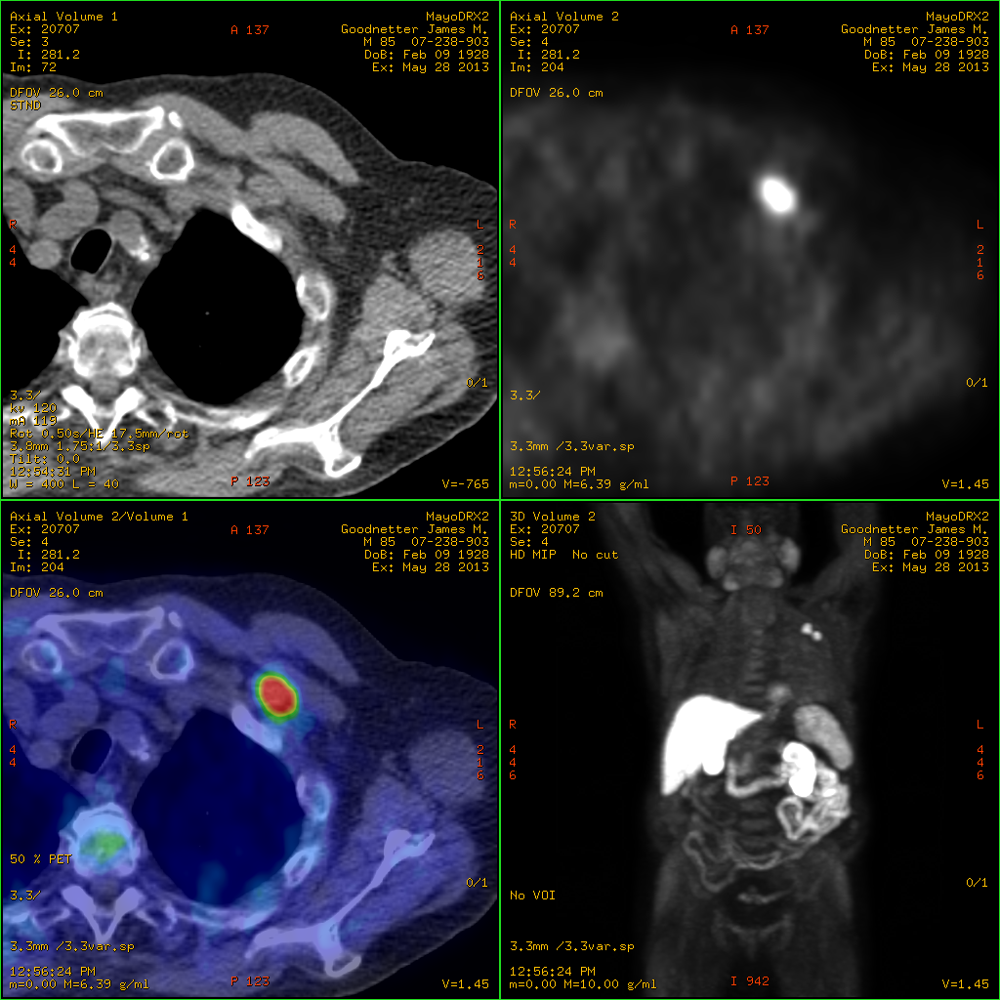 Axial Volume 1
Ex: 20707
Se: 3
I: 281.2
Im: 72
DFOV 26.0 cm
STND
A 137
MayoDRX2
Goodnetter James M.
M 85 07-238-903
DoB: Feb 09 1928
Ex: May 28 2013
R
4
4
L
2
1
6
0/1
3.3/
kv 120
mA 119
Rot 0.50s/HE 17.5mm/rot
3.8mm 1.75:1/3.3sp
Tilt: 0.0
12:54:31 PM
W = 400 L = 40
P 123
V=-765
Axial Volume 2
Ex: 20707
Se: 4
I: 281.2
Im: 204
DFOV 26.0 cm
A 137
MayoDRX2
Goodnetter James M.
M 85 07-238-903
DoB: Feb 09 1928
Ex: May 28 2013
R
4
4
L
2
1
6
0/1
3.3/
3.3mm /3.3var.sp
12:56:24 PM
m=0.00 M=6.39 g/ml
P 123
V=1.45
Axial Volume 2/Volume 1
Ex: 20707
Se: 4
I: 281.2
Im: 204
DFOV 26.0 cm
A 137
MayoDRX2
Goodnetter James M.
M 85 07-238-903
DoB: Feb 09 1928
Ex: May 28 2013
R
4
4
L
2
1
6
50 % PET
0/1
3.3/
3.3mm /3.3var.sp
12:56:24 PM
m=0.00 M=6.39 g/ml
P 123
V=1.45
3D Volume 2
Ex: 20707
Se: 4
HD MIP No cut
DFOV 89.2 cm
I 50
MayoDRX2
Goodnetter James M.
M 85 07-238-903
DoB: Feb 09 1928
Ex: May 28 2013
R
4
4
6
L
4
4
6
0/1
No VOI
3.3mm /3.3var.sp
12:56:24 PM
m=0.00 M=10.00 g/ml
I 942
V=1.45